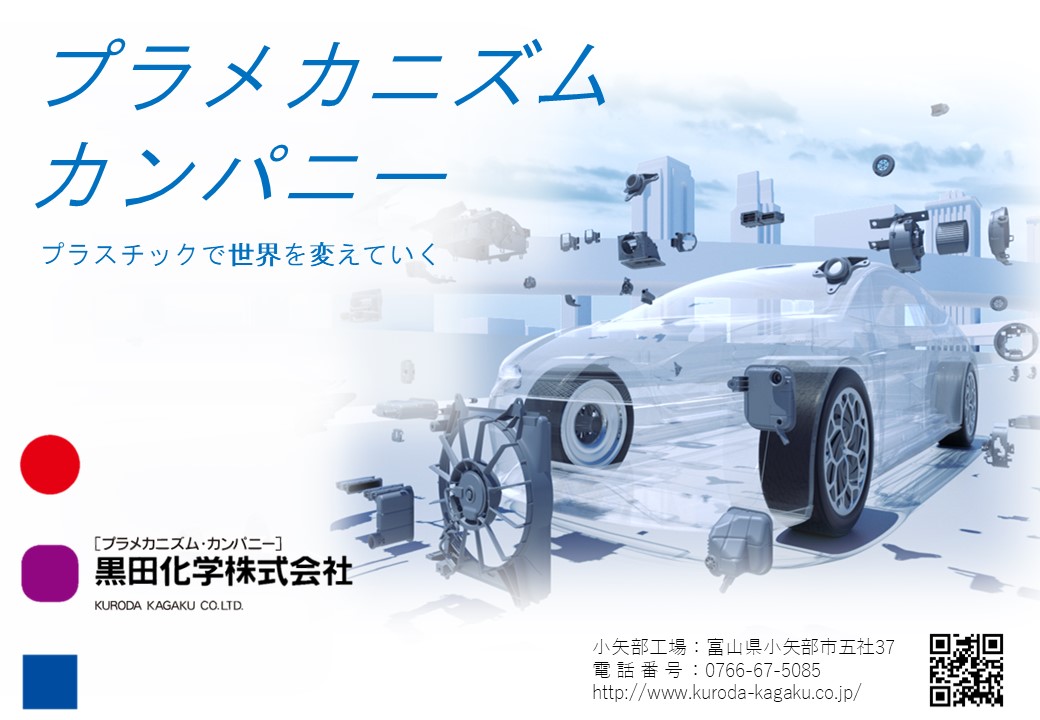 プラメカニズム
カンパニー
プラスチックで世界を変えていく
［プラメカニズム・カンパニー］
黒田化学株式会社
KURODA KAGAKU CO.LTD.
小矢部工場：富山県小矢部市五社37
電話番号：0766-67-5085
http://www.kuroda-kagaku.co.jp/